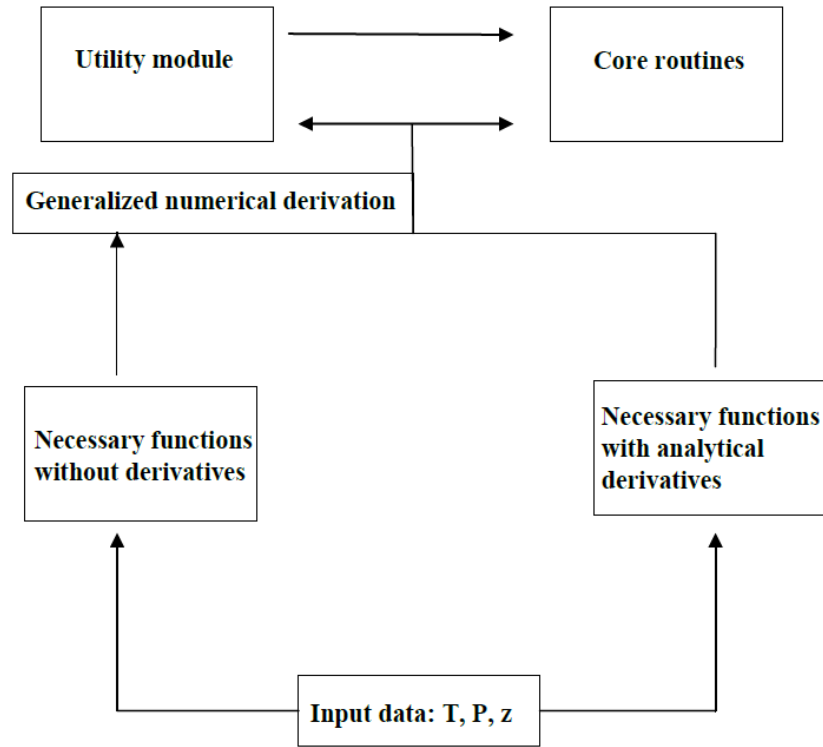 Utility module
Core routines
Generalized numerical derivation
Necessary functions
without derivatives
Necessary functions
with analytical
derivatives
Input data: T, P, z